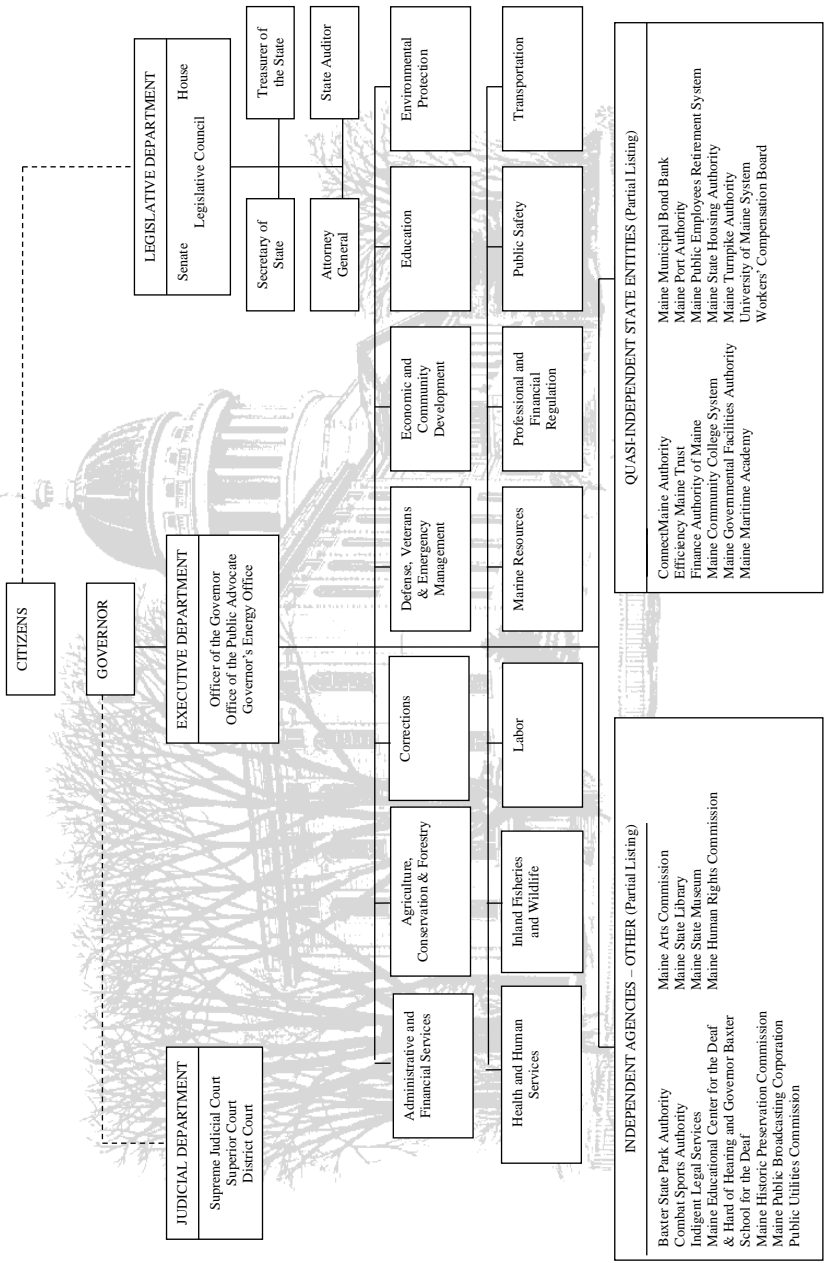 CITIZENS
GOVERNOR
JUDICIAL DEPARTMENT
Supreme Judicial Court
Superior Court
District Court
EXECUTIVE DEPARTMENT
Officer of the Governor
Office of the Public Advocate
Governor's Energy Office
LEGISLATIVE DEPARTMENT
Senate House
Legislative Council
Secretary of
State
Treasurer of
the State
Attorney
General
State Auditor
Administrative and
Financial Services
Agriculture,
Conservation & Forestry
Corrections
Defense, Veterans
& Emergency
Management
Economic and
Community
Development
Education
Environmental
Protection
Health and Human
Services
Inland Fisheries
and Wildlife
Labor
Marine Resources
Professional and
Financial
Regulation
Public Safety
Transportation
INDEPENDENT AGENCIES – OTHER (Partial Listing)
Baxter State Park Authority
Combat Sports Authority
Indigent Legal Services
Maine Educational Center for the Deaf
& Hard of Hearing and Governor Baxter
School for the Deaf
Maine Historic Preservation Commission
Maine Public Broadcasting Corporation
Public Utilities Commission
Maine Arts Commission
Maine State Library
Maine State Museum
Maine Human Rights Commission
QUASI-INDEPENDENT STATE ENTITIES (Partial Listing)
ConnectMaine Authority
Efficiency Maine Trust
Finance Authority of Maine
Maine Community College System
Maine Governmental Facilities Authority
Maine Maritime Academy
Maine Municipal Bond Bank
Maine Port Authority
Maine Public Employees Retirement System
Maine State Housing Authority
Maine Turnpike Authority
University of Maine System
Workers' Compensation Board